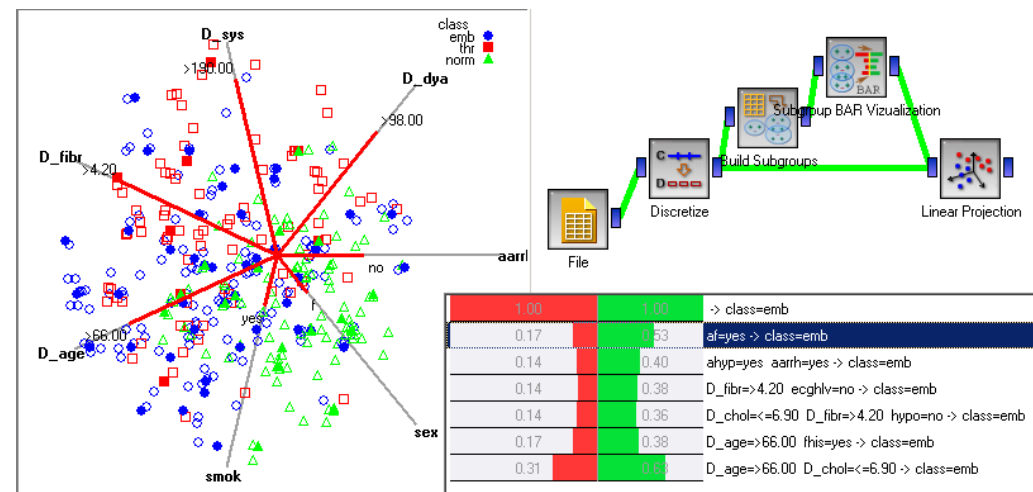 class
emb
thr
norm
D_sys
>190.00
D_dya
>98.00
D_fibr
>4.20
aarrl
no
f
yes
>66.00
D_age
sex
smok
Subgroup BAR Vizualization
BAR
Build Subgroups
C
D
Discretize
Linear Projection
File
1.00 1.00 -> class=emb
0.17 0.53 af=yes -> class=emb
0.14 0.40 ahyp=yes aarrh=yes -> class=emb
0.14 0.38 D_fibr=>4.20 ecghlv=no -> class=emb
0.14 0.36 D_chol=<=6.90 D_fibr=>4.20 hypo=no -> class=emb
0.17 0.38 D_age=>66.00 fhis=yes -> class=emb
0.31 0.63 D_age=>66.00 D_chol=<=6.90 -> class=emb